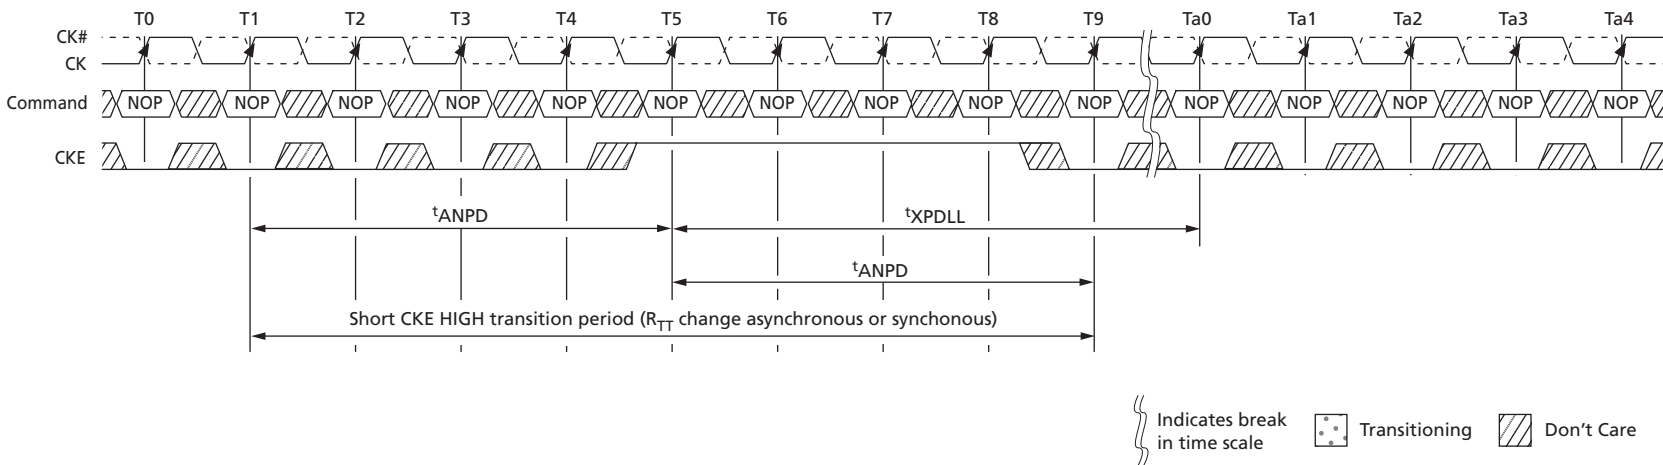 T0 T1 T2 T3 T4 T5 T6 T7 T8 T9 Ta0 Ta1 Ta2 Ta3 Ta4
CK#
CK
Command NOP NOP NOP NOP NOP NOP NOP NOP NOP NOP NOP NOP NOP NOP NOP
CKE
tANPD tXPDLL
tANPD
Short CKE HIGH transition period (RTT change asynchronous or synchonous)
Indicates break
in time scale
Transitioning
Don't Care